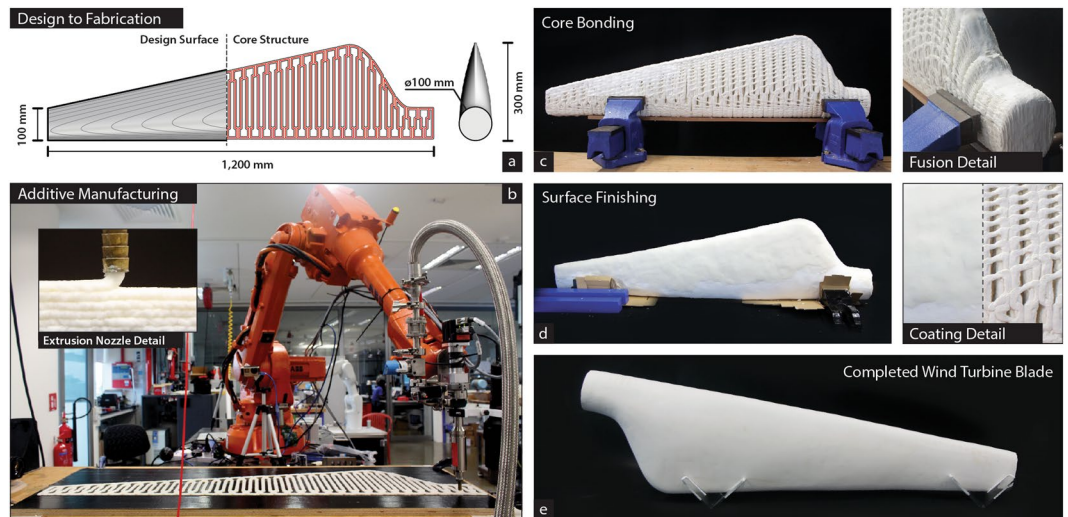 Design to Fabrication
Design Surface
Core Structure
ø100 mm
100 mm
300 mm
1,200 mm
a
Additive Manufacturing
b
Extrusion Nozzle Detail
ABB
Core Bonding
c
Fusion Detail
Surface Finishing
d
Coating Detail
Completed Wind Turbine Blade
e